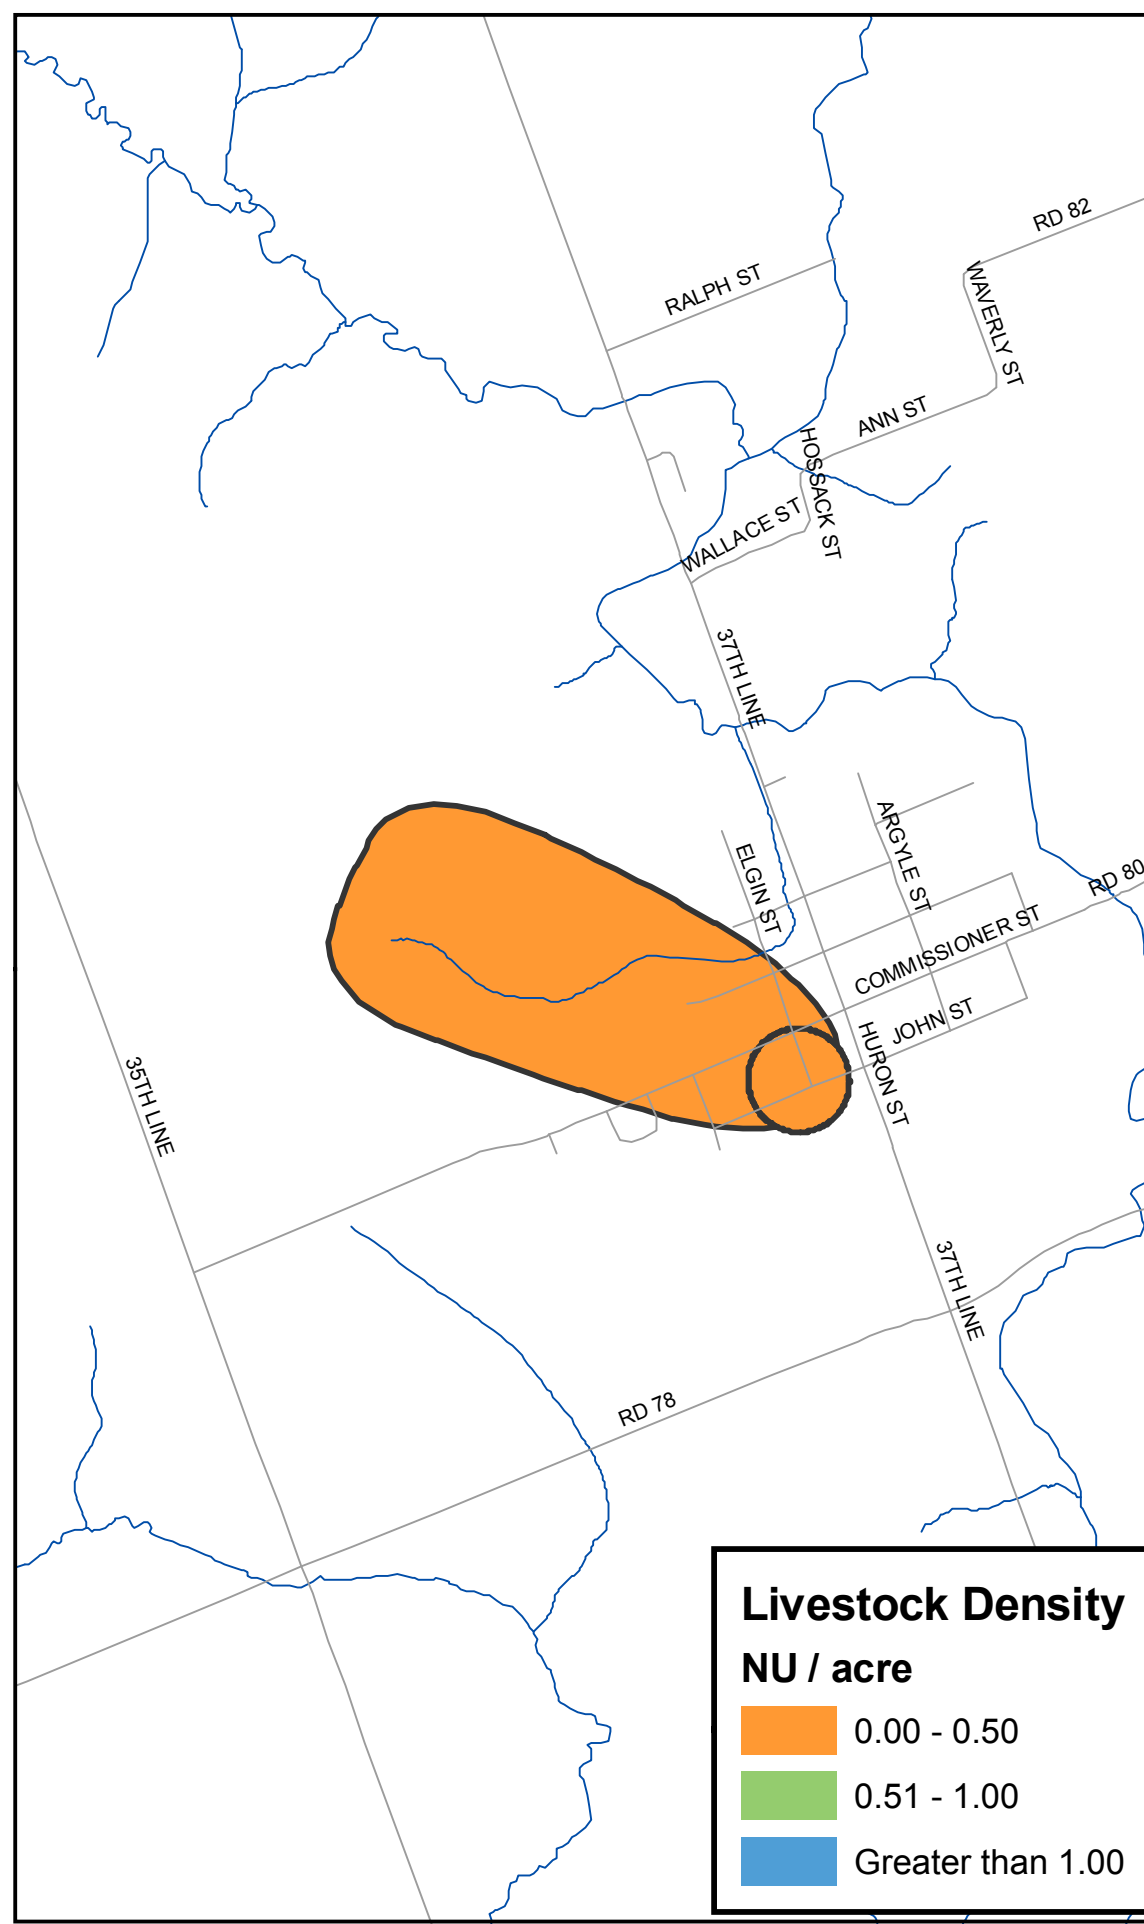 RD 82
RALPH ST
WAVERLY ST
ANN ST
HOSSACK ST
WALLACE ST
37TH LINE
ARGYLE ST
ELGIN ST
RD 80
COMMISSIONER ST
JOHN ST
HURON ST
35TH LINE
37TH LINE
RD 78
Livestock Density
NU / acre
0.00 - 0.50
0.51 - 1.00
Greater than 1.00